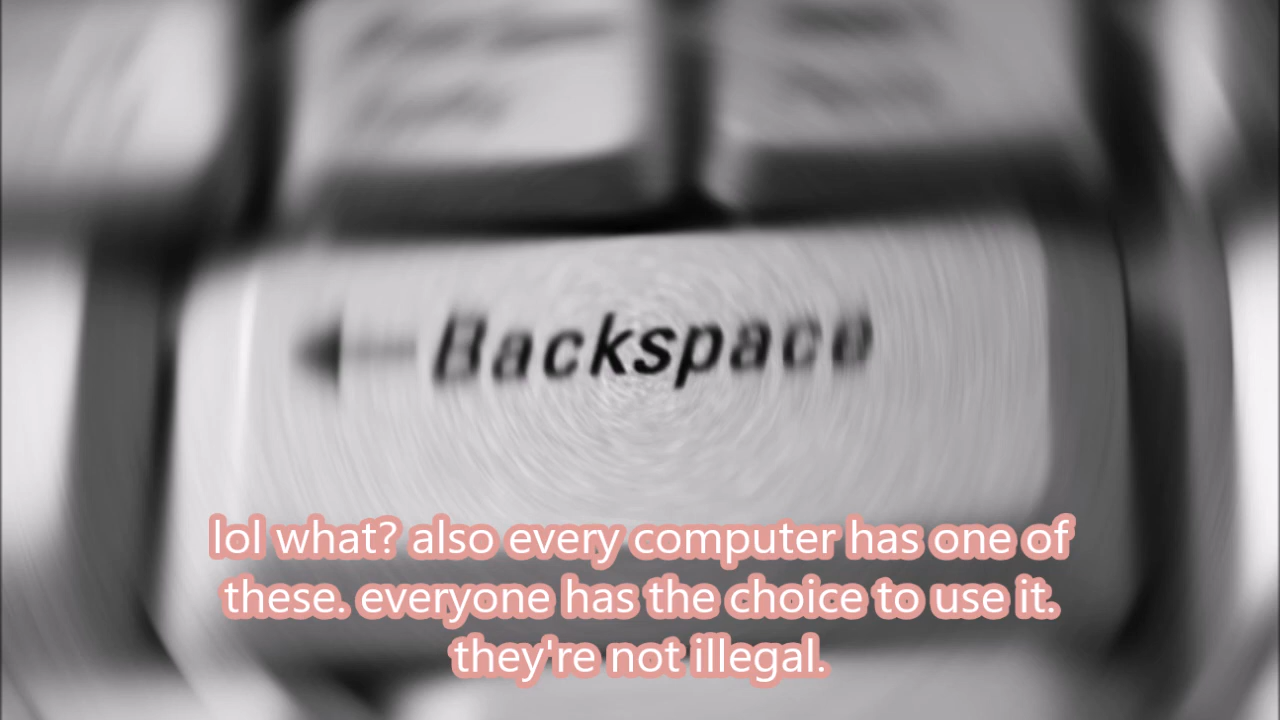 ← Backspace
lol what? also every computer has one of
these. everyone has the choice to use it.
they're not illegal.